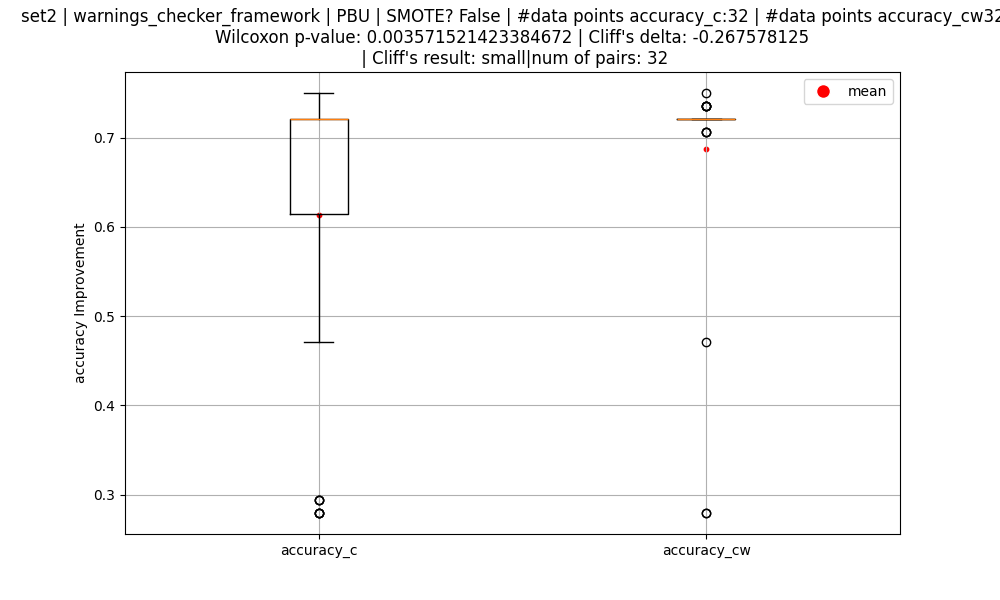 set2 | warnings_checker_framework | PBU | SMOTE? False | #data points accuracy_c:32 | #data points accuracy_cw32
Wilcoxon p-value: 0.003571521423384672 | Cliff's delta: -0.267578125
| Cliff's result: small|num of pairs: 32
mean
accuracy Improvement
0.7
0.6
0.5
0.4
0.3
accuracy_c
accuracy_cw